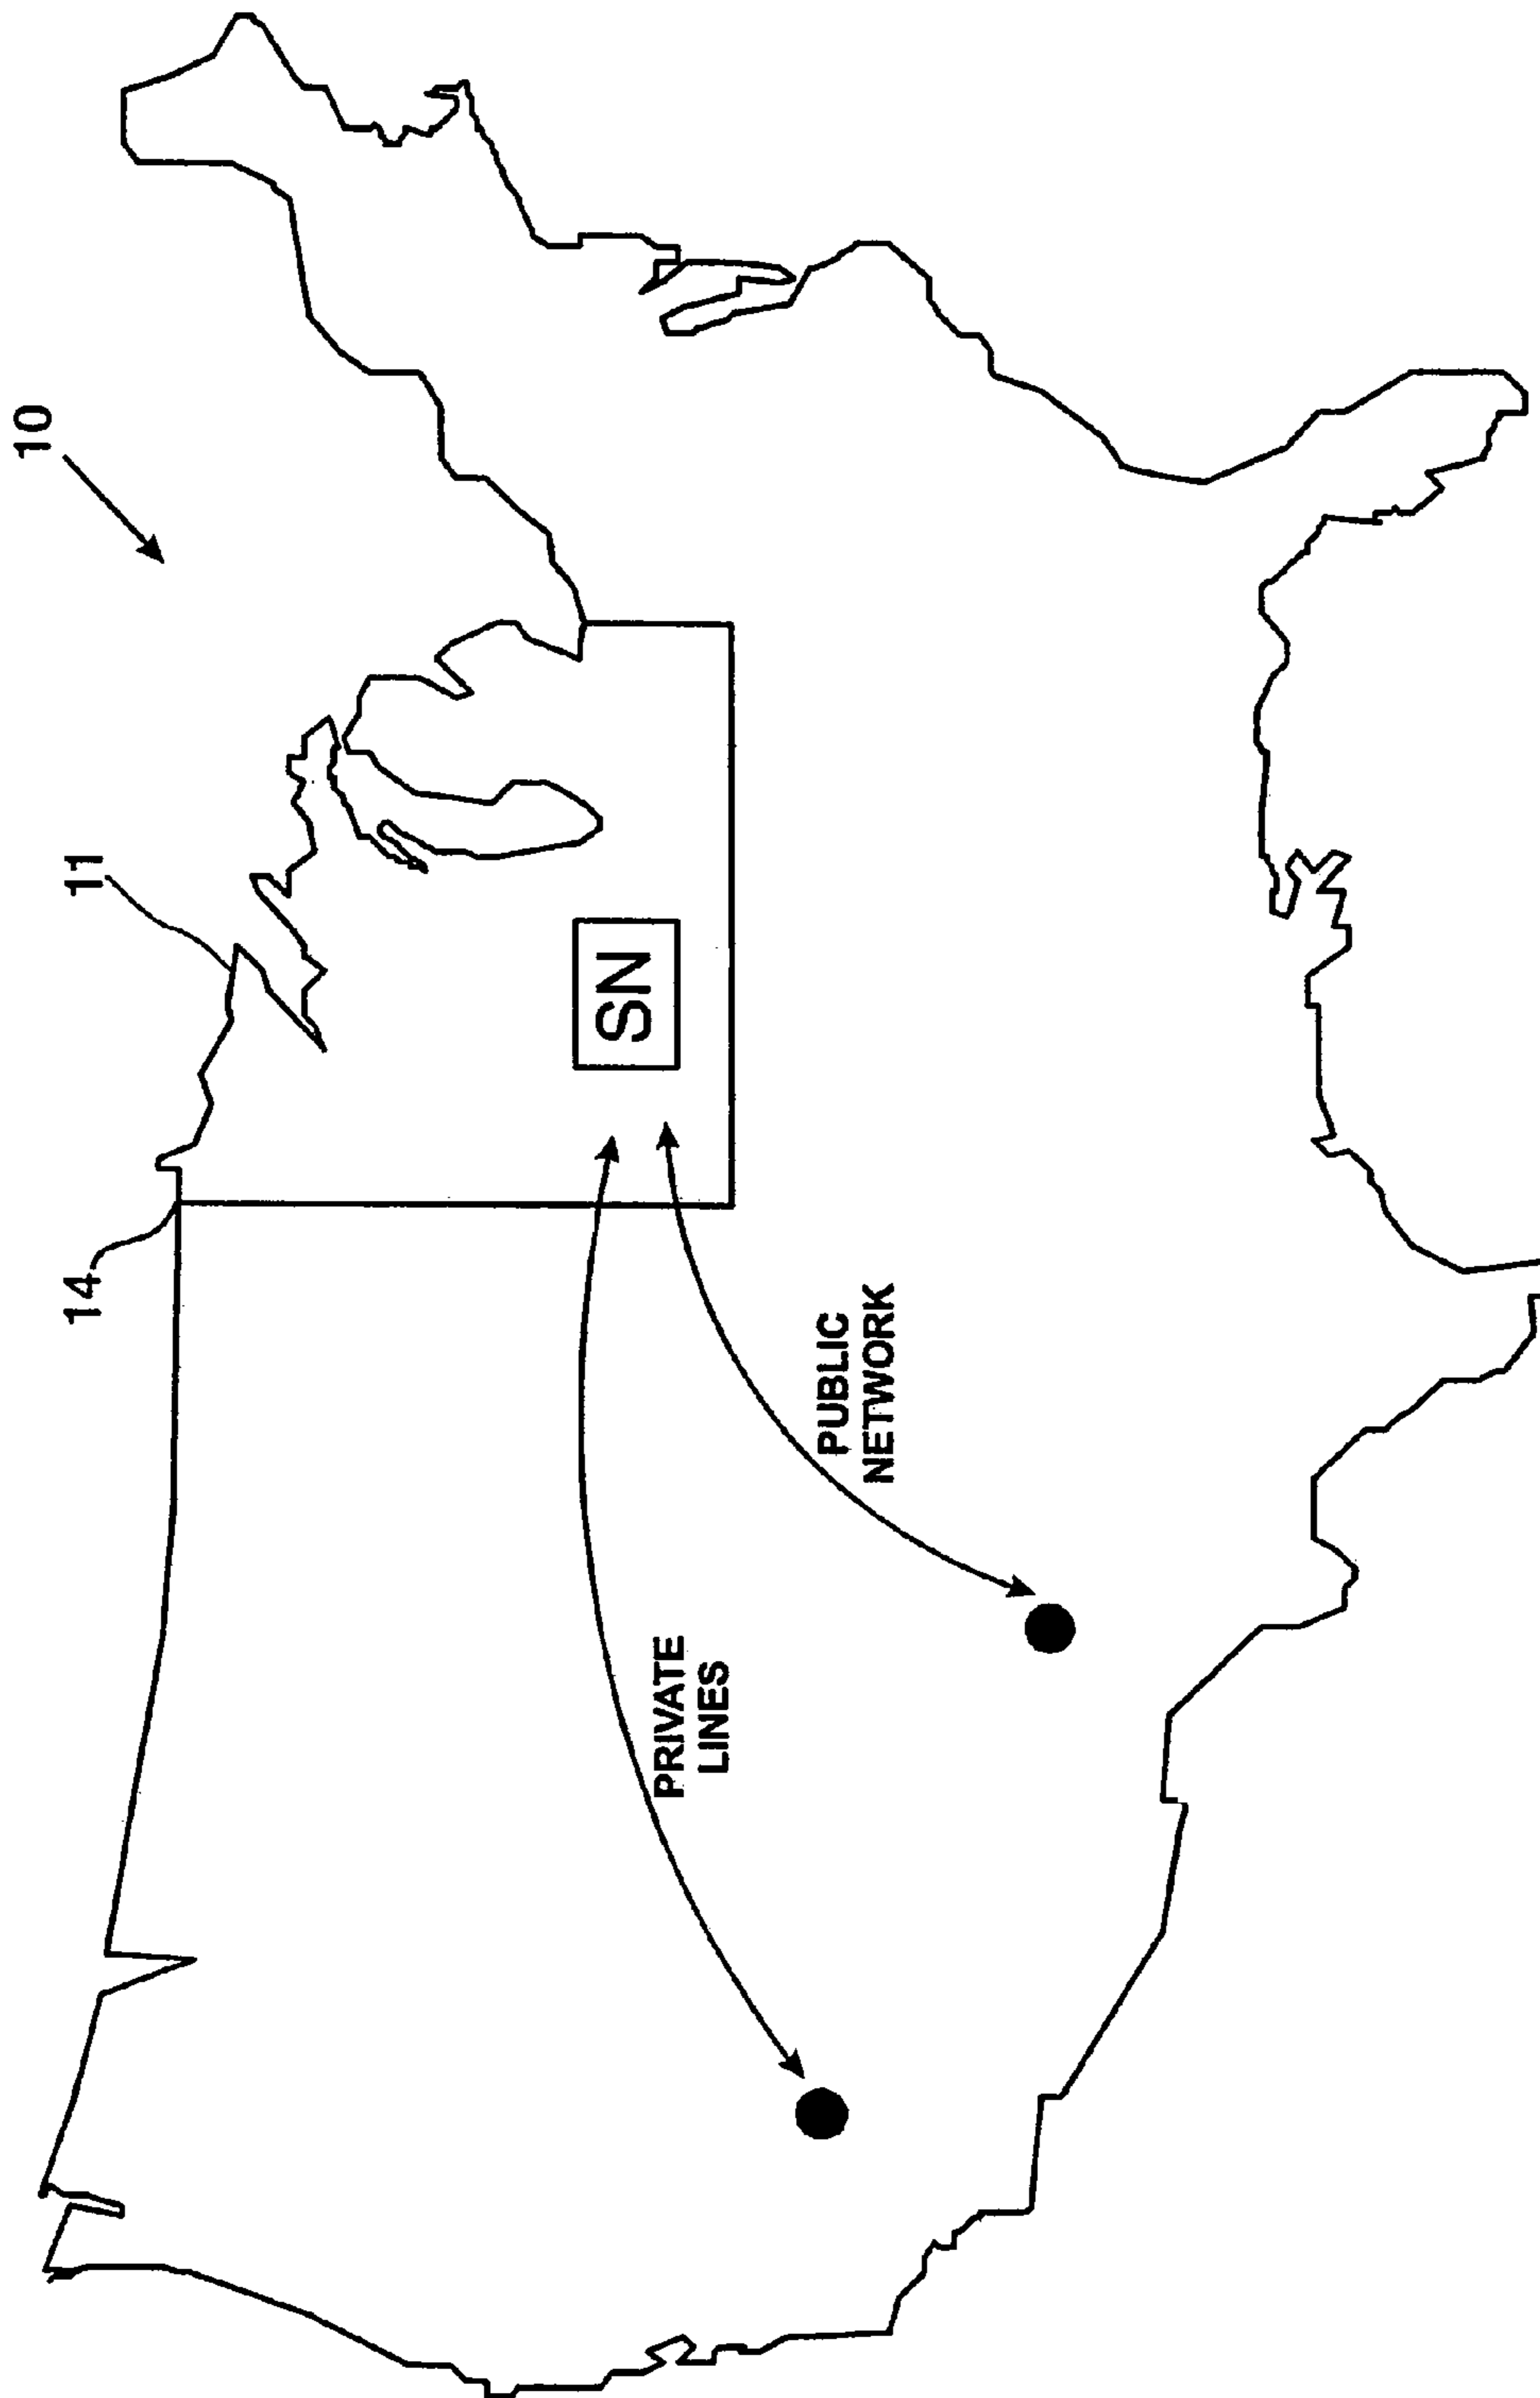 10
11
14
SN
PUBLIC
NETWORK
PRIVATE
LINES